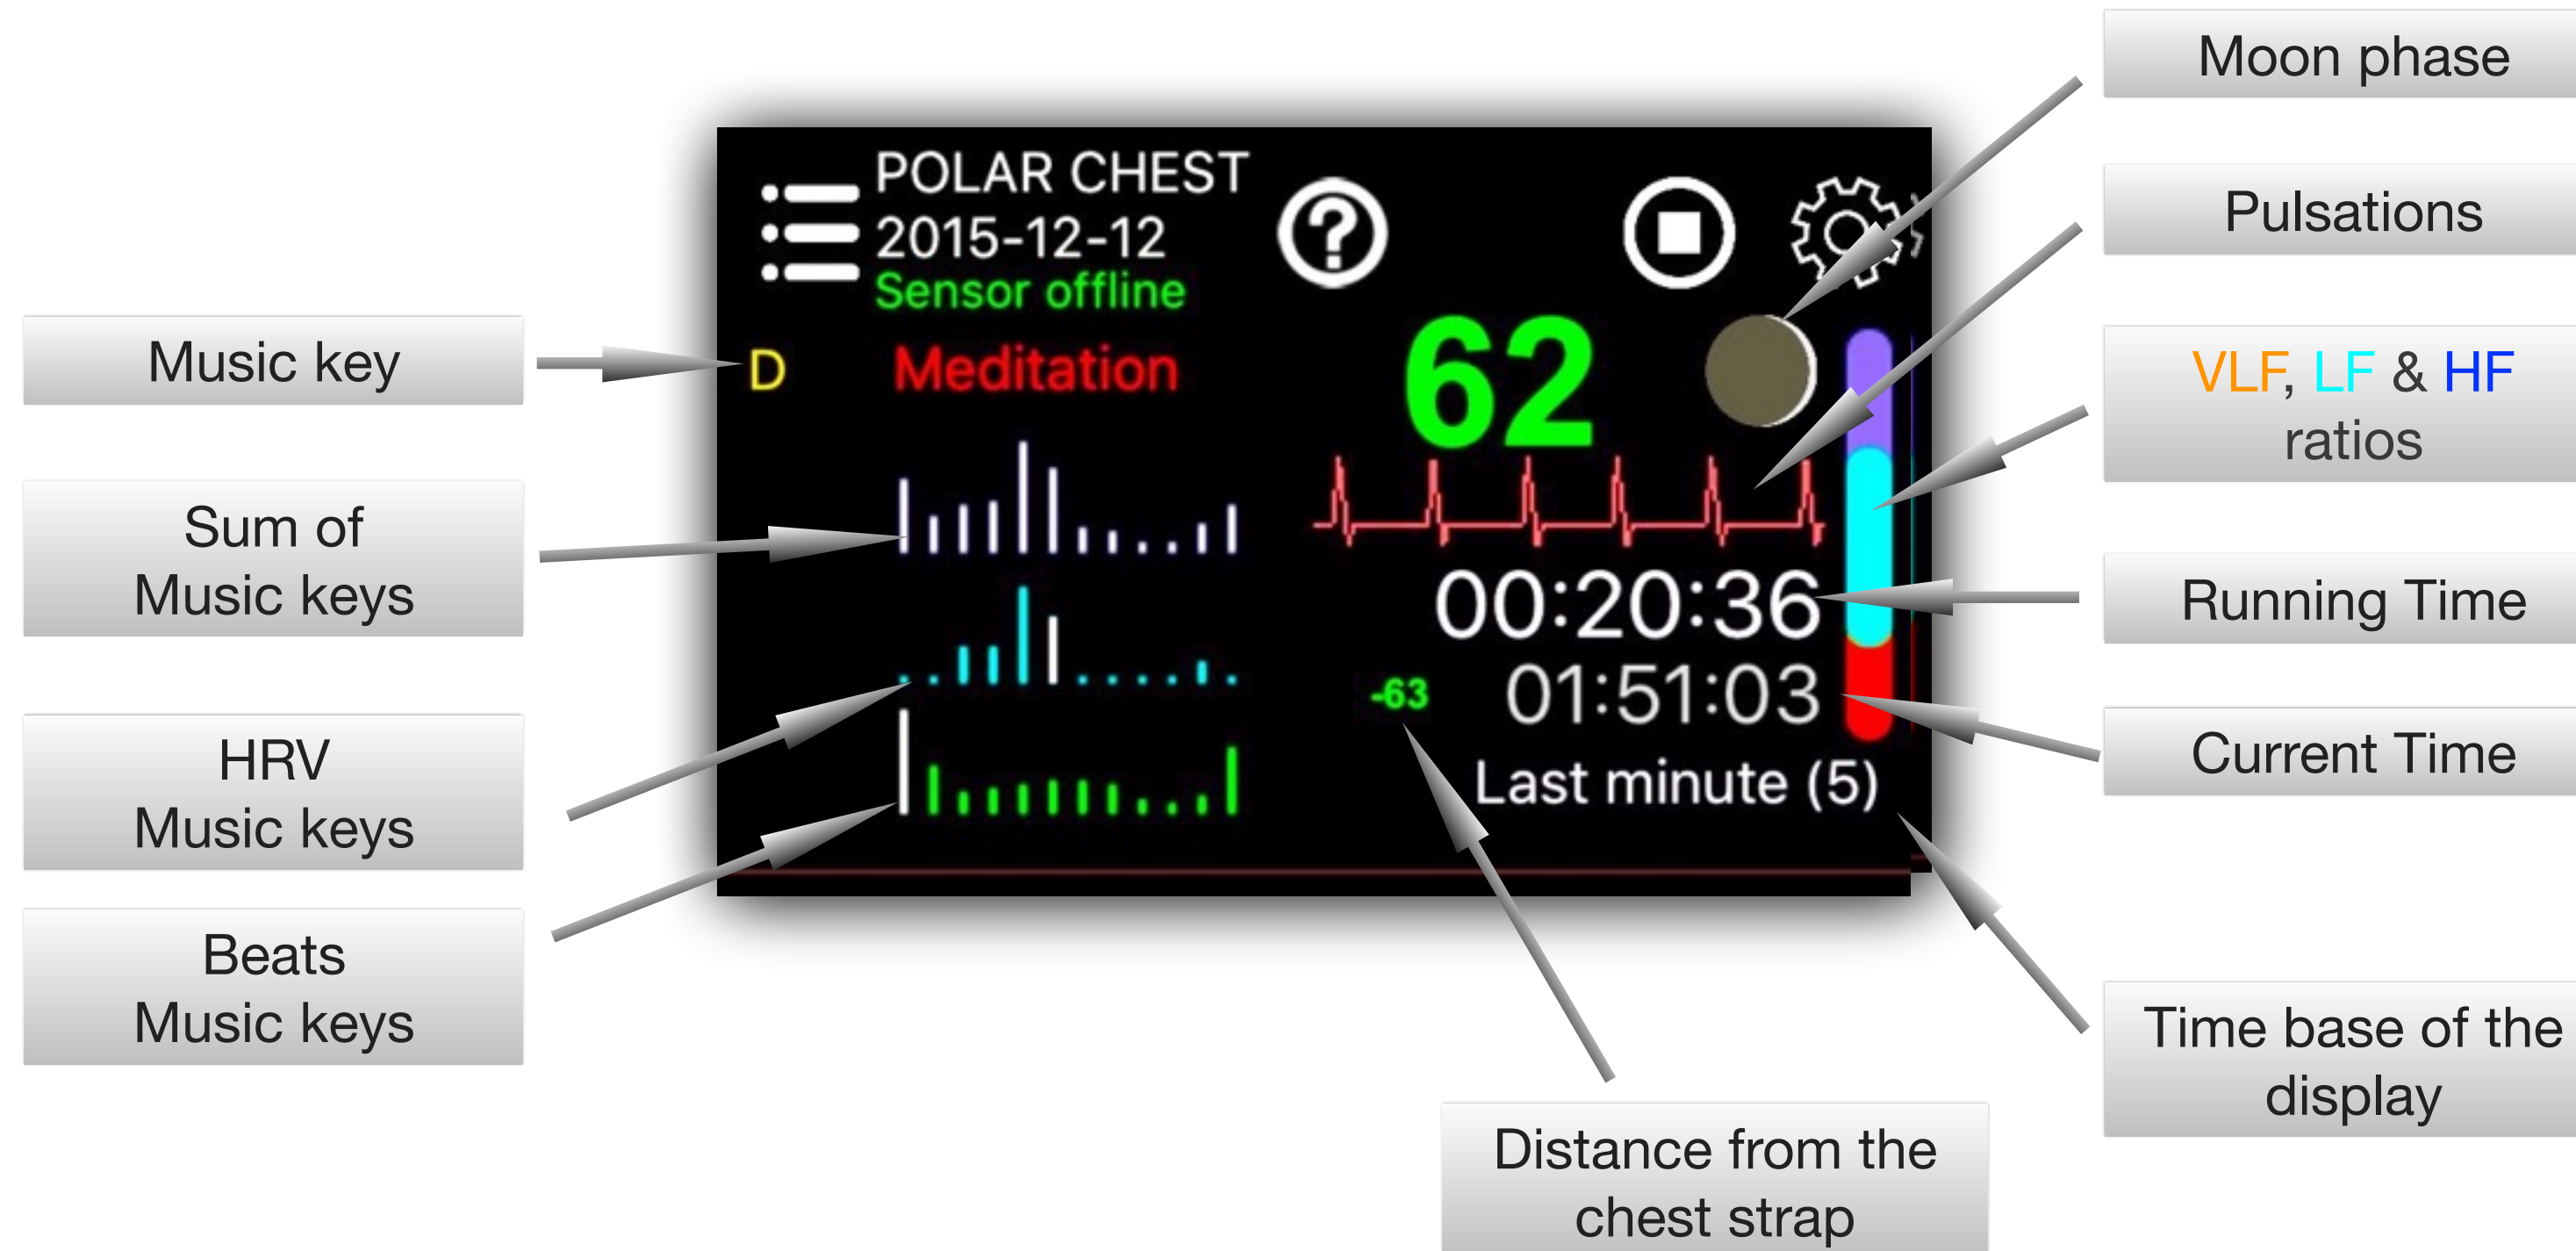 Moon phase
POLAR CHEST
2015-12-12
Sensor offline
Pulsations
Music key
D
Meditation
62
VLF, LF & HF
ratios
Sum of
Music keys
00:20:36
Running Time
-63
01:51:03
HRV
Music keys
Current Time
Last minute (5)
Beats
Music keys
Time base of the
display
Distance from the
chest strap